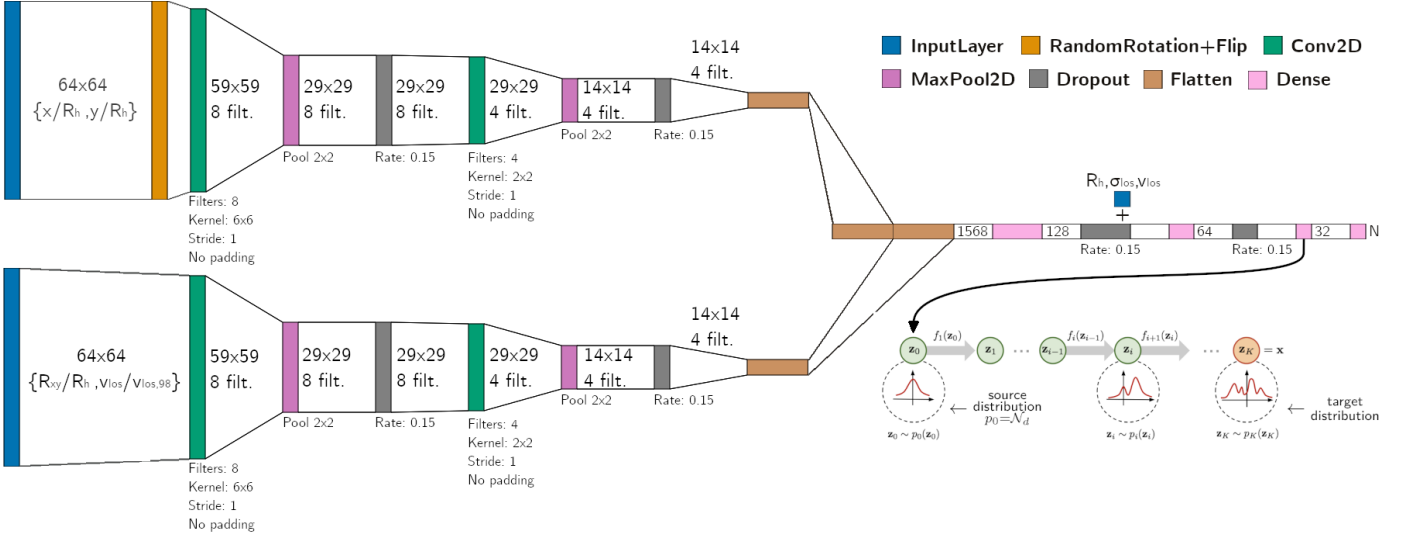 InputLayer
RandomRotation+Flip
Conv2D
MaxPool2D
Dropout
Flatten
Dense
64x64
{x/Rₕ ,y/Rₕ}
59x59
8 filt.
Filters: 8
Kernel: 6x6
Stride: 1
No padding
29x29
8 filt.
Pool 2x2
29x29
8 filt.
Rate: 0.15
29x29
4 filt.
Filters: 4
Kernel: 2x2
Stride: 1
No padding
14x14
4 filt.
Pool 2x2
14x14
4 filt.
Rate: 0.15
64x64
{Rxy/Rₕ ,vlos/vlos,98}
59x59
8 filt.
Filters: 8
Kernel: 6x6
Stride: 1
No padding
29x29
8 filt.
Pool 2x2
29x29
8 filt.
Rate: 0.15
29x29
4 filt.
Filters: 4
Kernel: 2x2
Stride: 1
No padding
14x14
4 filt.
Pool 2x2
14x14
4 filt.
Rate: 0.15
Rₕ,σlos,vlos
+
1568
128
64
32
N
Rate: 0.15
Rate: 0.15
f₁(z₀)
fᵢ(zᵢ₋₁)
fᵢ₊₁(zᵢ)
z₀
z₁
...
zᵢ₋₁
zᵢ
...
z_K
= x
← source
distribution
p₀=𝒩_d
← target
distribution
z₀ ~ p₀(z₀)
zᵢ ~ pᵢ(zᵢ)
z_K ~ p_K(z_K)